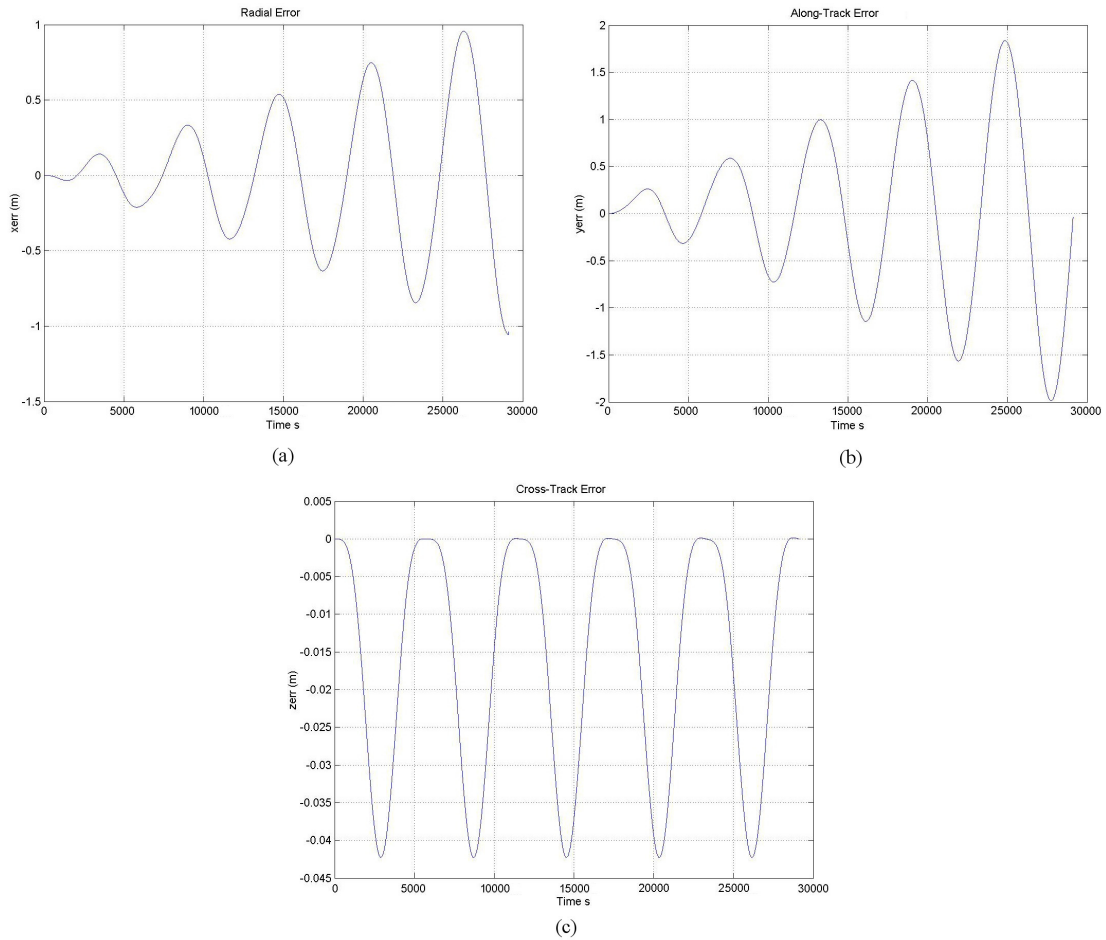 Radial Error
1
0.5
0
-0.5
-1
-1.5
xerr (m)
0 5000 10000 15000 20000 25000 30000
Time s
(a)
Along-Track Error
2
1.5
1
0.5
0
-0.5
-1
-1.5
-2
yerr (m)
0 5000 10000 15000 20000 25000 30000
Time s
(b)
Cross-Track Error
0.005
0
-0.005
-0.01
-0.015
-0.02
-0.025
-0.03
-0.035
-0.04
-0.045
zerr (m)
0 5000 10000 15000 20000 25000 30000
Time s
(c)